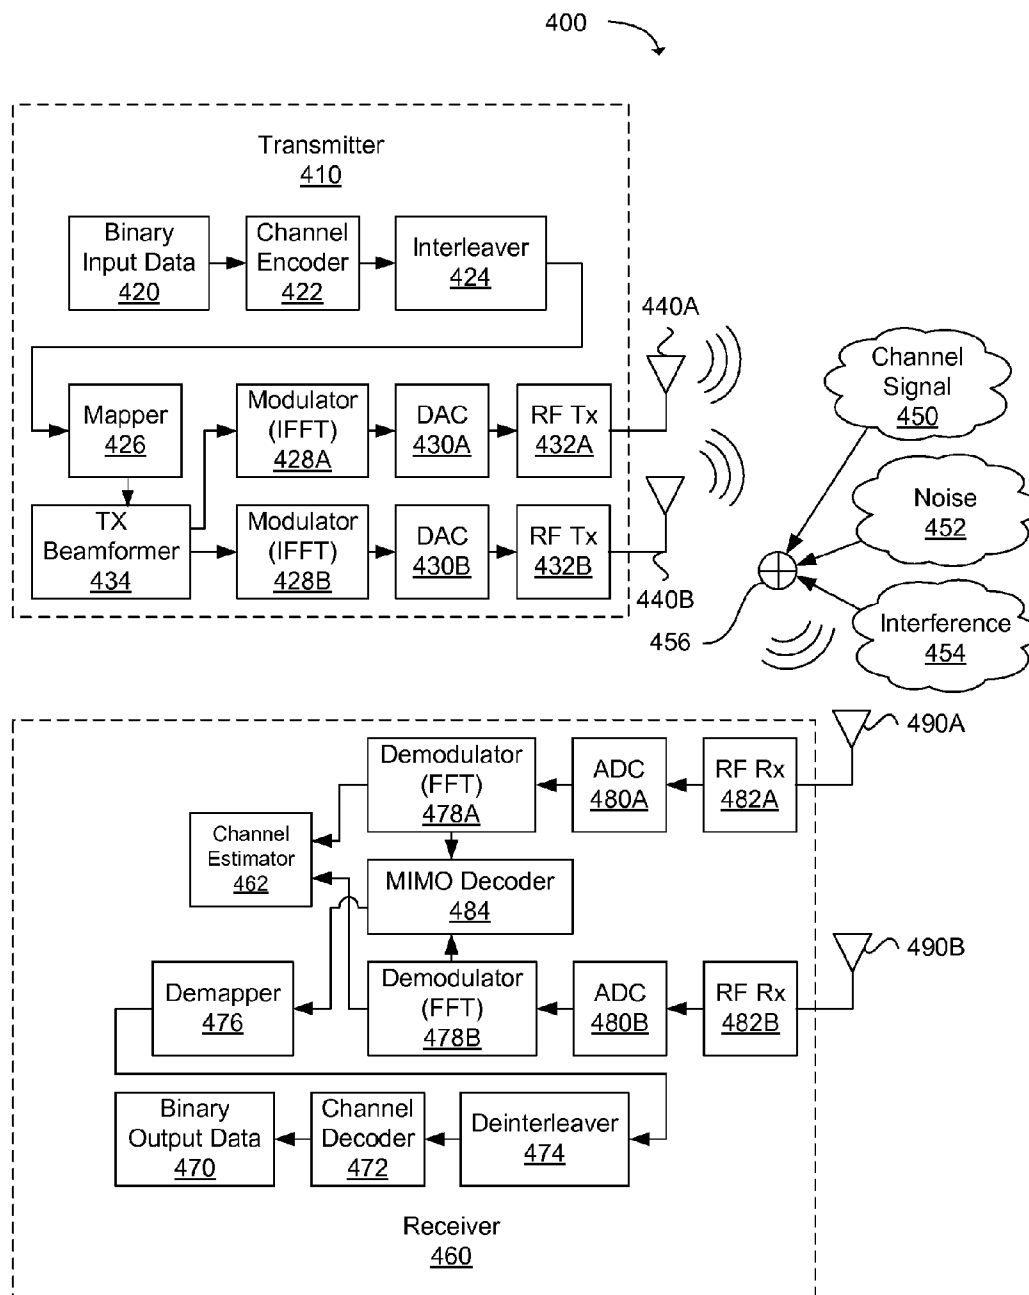 400
Transmitter
410
Binary
Input Data
420
Channel
Encoder
422
Interleaver
424
440A
Channel
Signal
450
Mapper
426
Modulator
(IFFT)
428A
DAC
430A
RF Tx
432A
Noise
452
TX
Beamformer
434
Modulator
(IFFT)
428B
DAC
430B
RF Tx
432B
440B
456
Interference
454
490A
Demodulator
(FFT)
478A
ADC
480A
RF Rx
482A
Channel
Estimator
462
MIMO Decoder
484
490B
Demapper
476
Demodulator
(FFT)
478B
ADC
480B
RF Rx
482B
Binary
Output Data
470
Channel
Decoder
472
Deinterleaver
474
Receiver
460